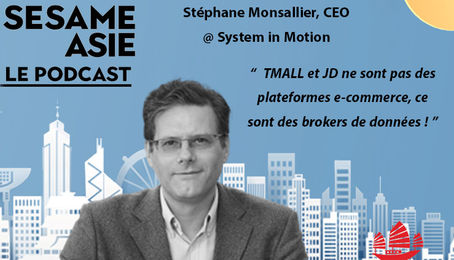 SESAME
ASIE
LE PODCAST
Stéphane Monsallier, CEO
@ System in Motion
“ TMALL et JD ne sont pas des
plateformes e-commerce, ce
sont des brokers de données ! ”